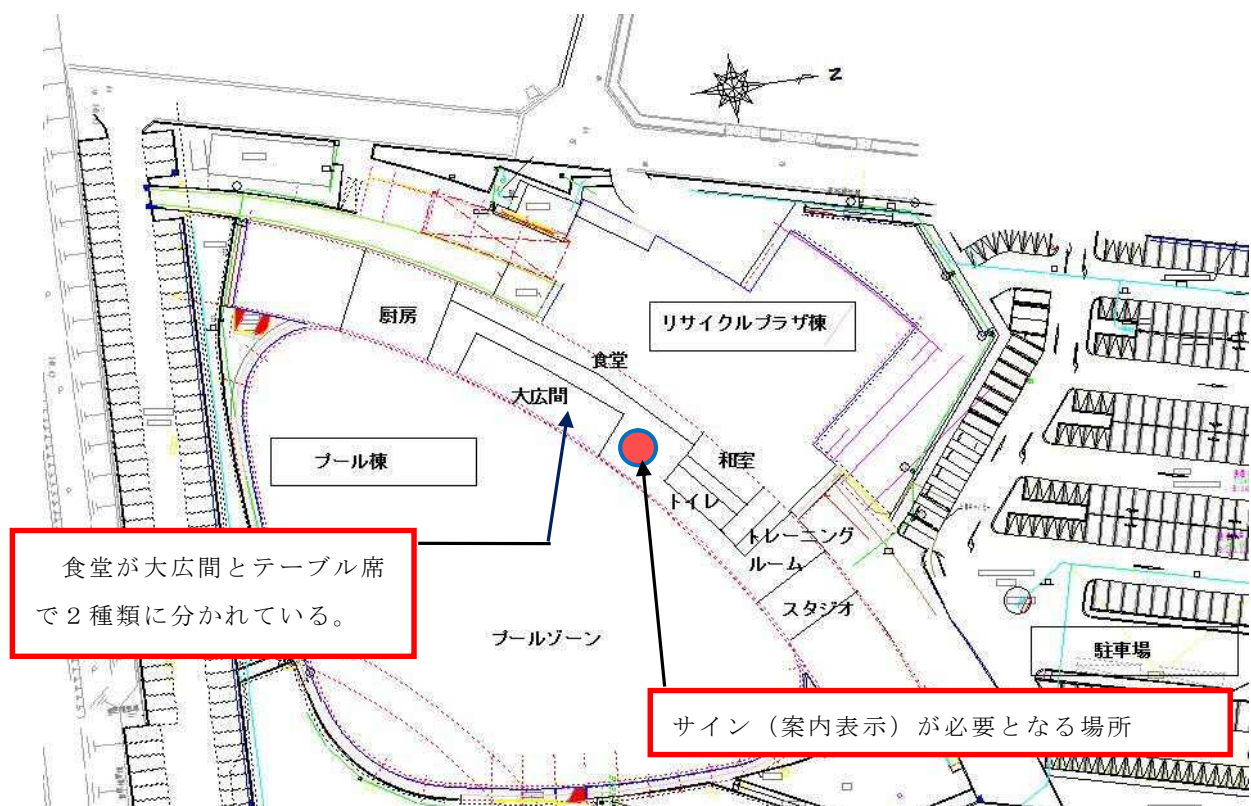 N
厨房
リサイクルプラザ棟
食堂
大広間
プール棟
和室
トイレ
トレーニング
ルーム
スタジオ
食堂が大広間とテーブル席
で２種類に分かれている。
プールゾーン
駐車場
サイン（案内表示）が必要となる場所